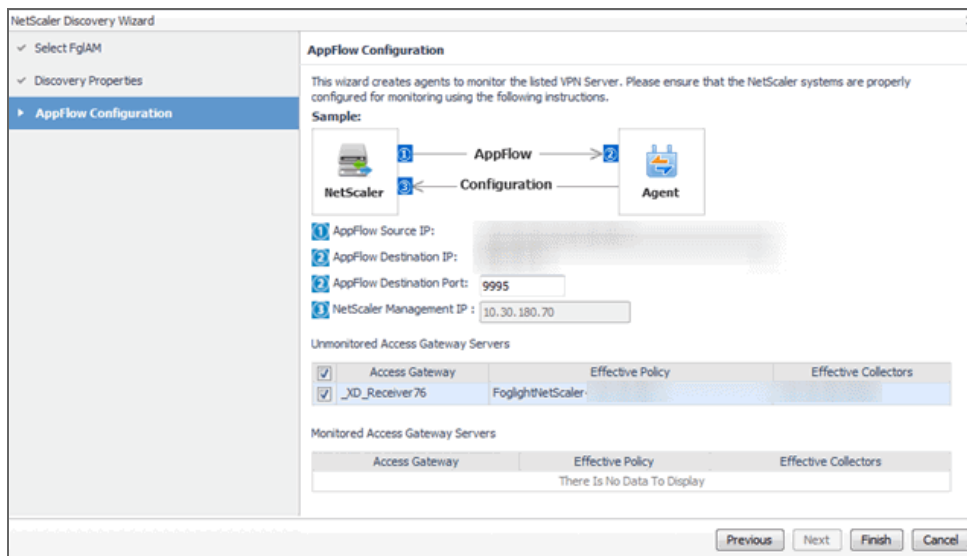 NetScaler Discovery Wizard
Select FglAM
Discovery Properties
AppFlow Configuration
AppFlow Configuration
This wizard creates agents to monitor the listed VPN Server. Please ensure that the NetScaler systems are properly
configured for monitoring using the following instructions.
Sample:
1 AppFlow 2
3 Configuration
NetScaler Agent
1 AppFlow Source IP:
2 AppFlow Destination IP:
2 AppFlow Destination Port: 9995
3 NetScaler Management IP : 10.30.180.70
Unmonitored Access Gateway Servers
Access Gateway Effective Policy Effective Collectors
_XD_Receiver76 FoglightNetScaler-
Monitored Access Gateway Servers
Access Gateway Effective Policy Effective Collectors
There Is No Data To Display
Previous Next Finish Cancel